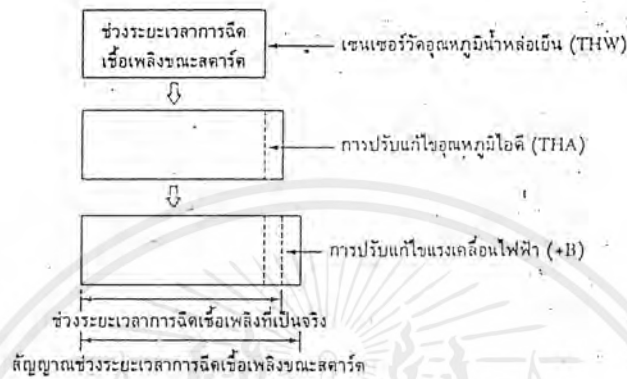 ช่วงระยะเวลาการฉีด
เชื้อเพลิงขณะสตาร์ต
เซนเซอร์วัดอุณหภูมิน้ำหล่อเย็น (THW)
การปรับแก้ไขอุณหภูมิไอดี (THA)
การปรับแก้ไขแรงเคลื่อนไฟฟ้า (+B)
ช่วงระยะเวลาการฉีดเชื้อเพลิงที่เป็นจริง
สัญญาณช่วงระยะเวลาการฉีดเชื้อเพลิงขณะสตาร์ต